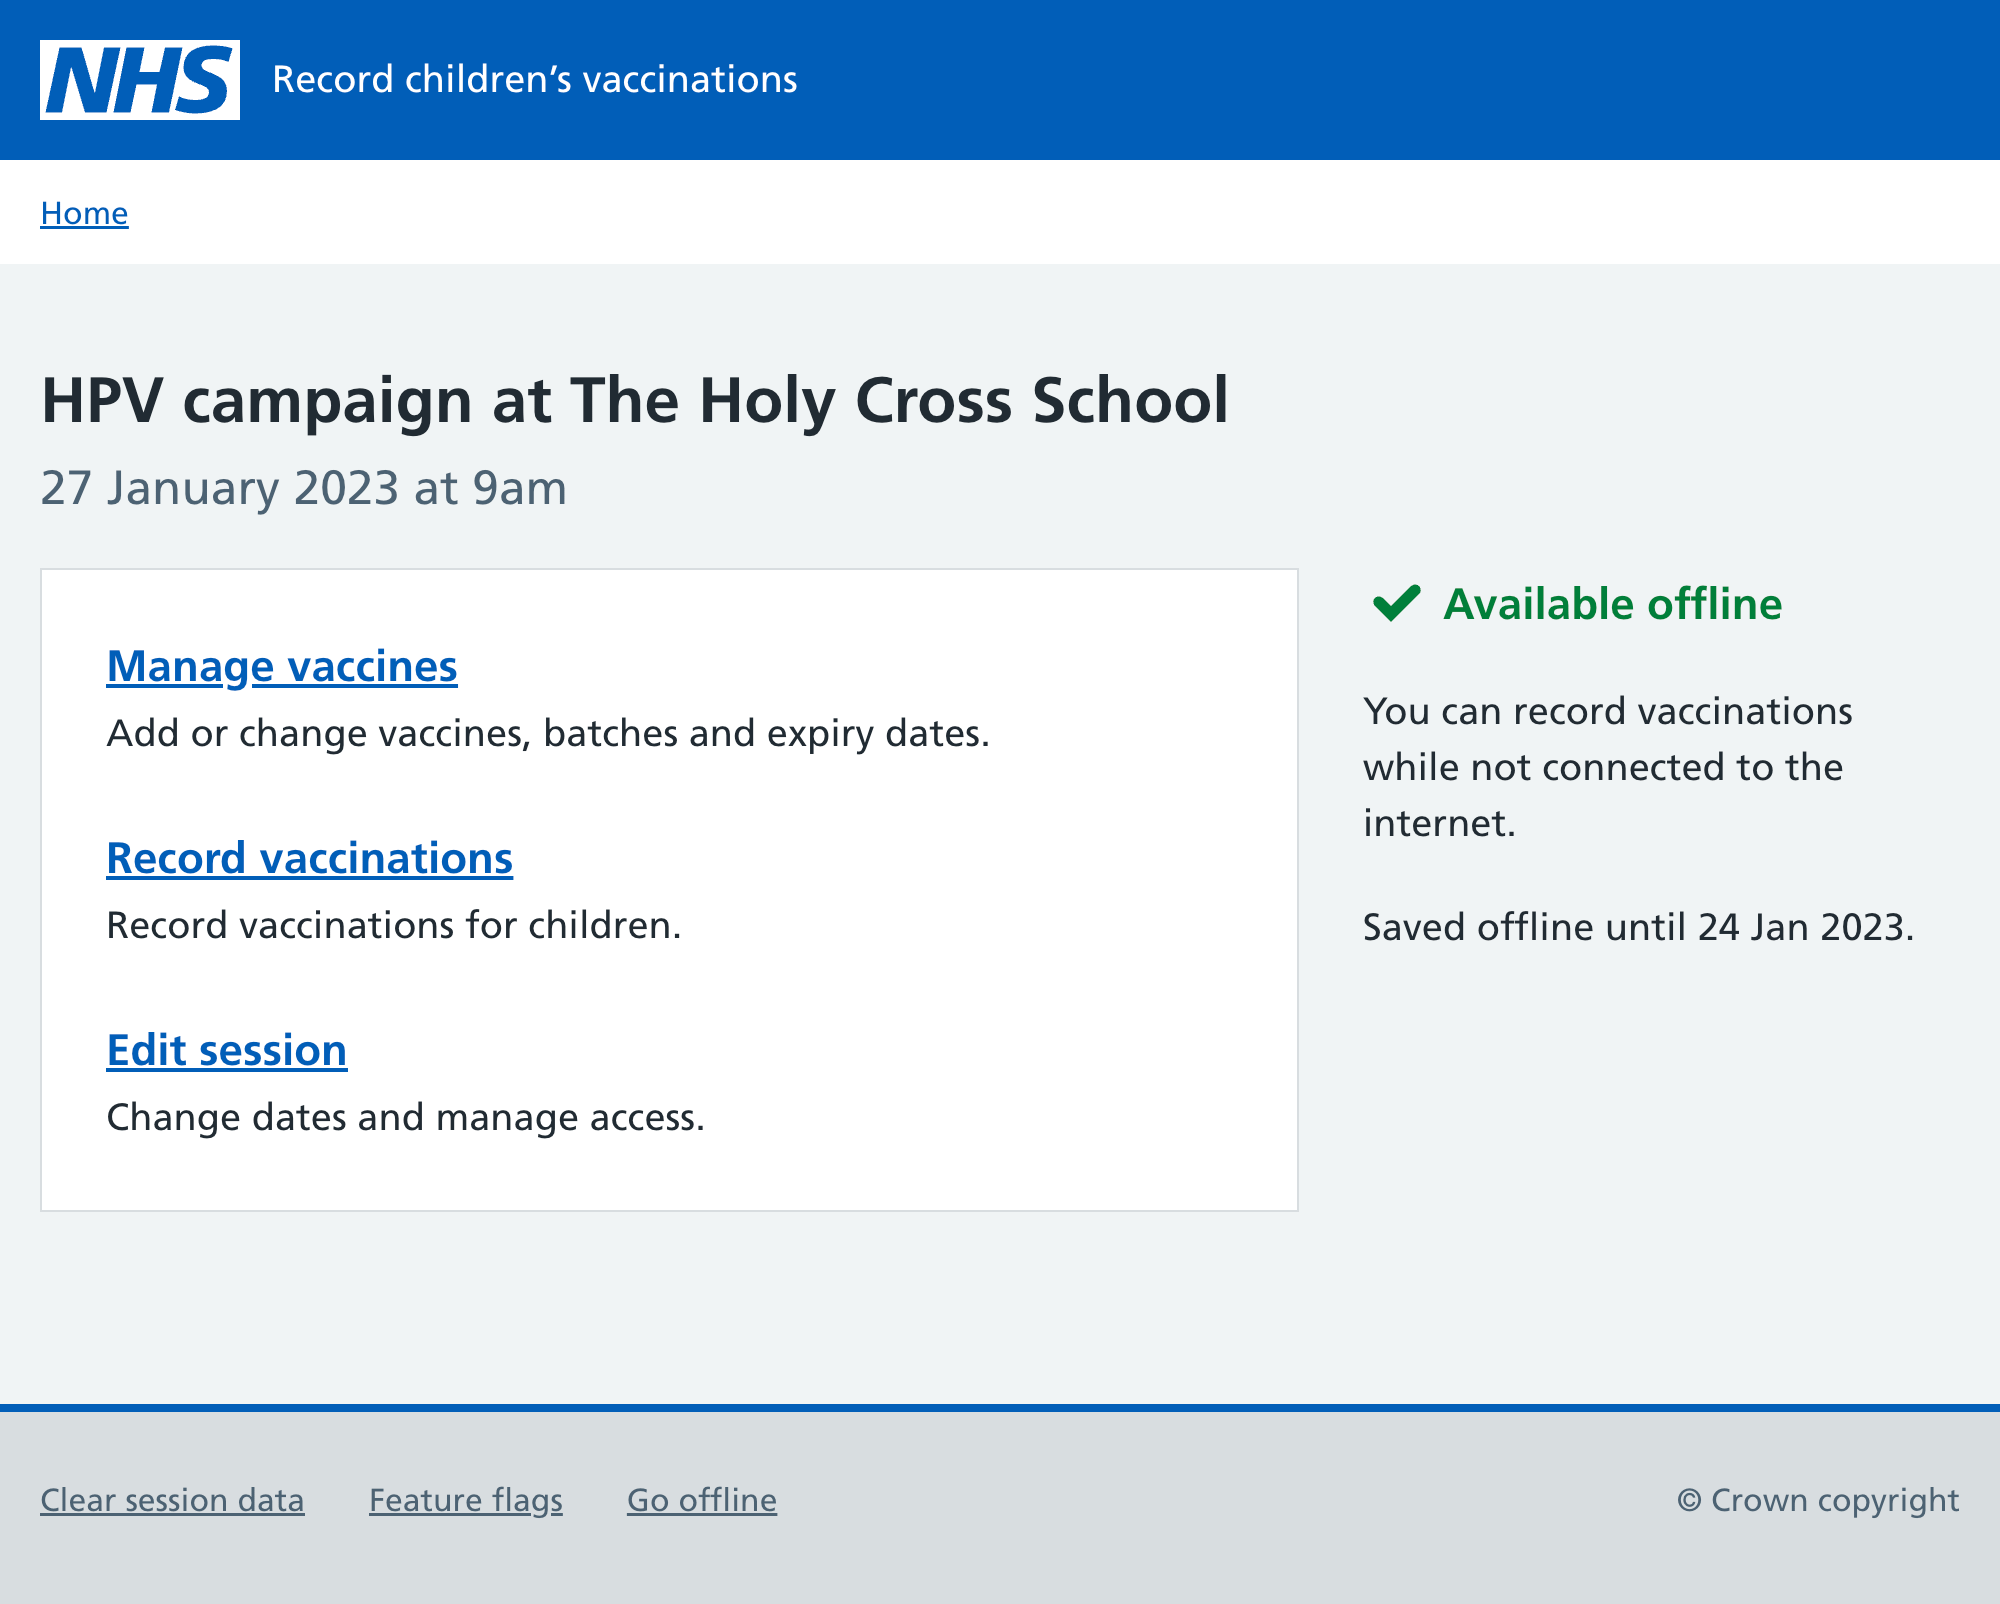 NHS Record children’s vaccinations
Home
HPV campaign at The Holy Cross School
27 January 2023 at 9am
Manage vaccines
Add or change vaccines, batches and expiry dates.
Record vaccinations
Record vaccinations for children.
Edit session
Change dates and manage access.
Available offline
You can record vaccinations
while not connected to the
internet.
Saved offline until 24 Jan 2023.
Clear session data Feature flags Go offline © Crown copyright